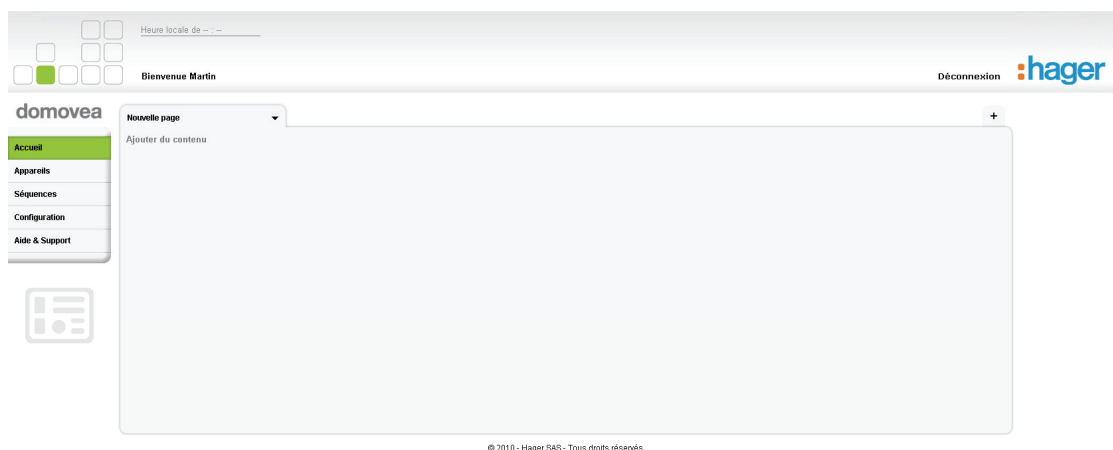 Heure locale de -- : --
Bienvenue Martin
Déconnexion
:hager
domovea
Nouvelle page
+
Accueil
Ajouter du contenu
Appareils
Séquences
Configuration
Aide & Support
© 2010 - Hager SAS - Tous droits réservés